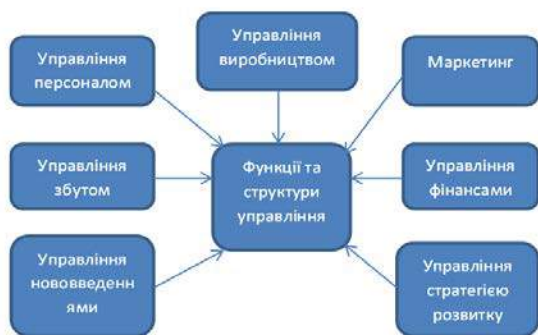 Управління
персоналом
Управління
виробництвом
Маркетинг
Управління
збутом
Функції та
структури
управління
Управління
фінансами
Управління
нововведенн
ями
Управління
стратегією
розвитку